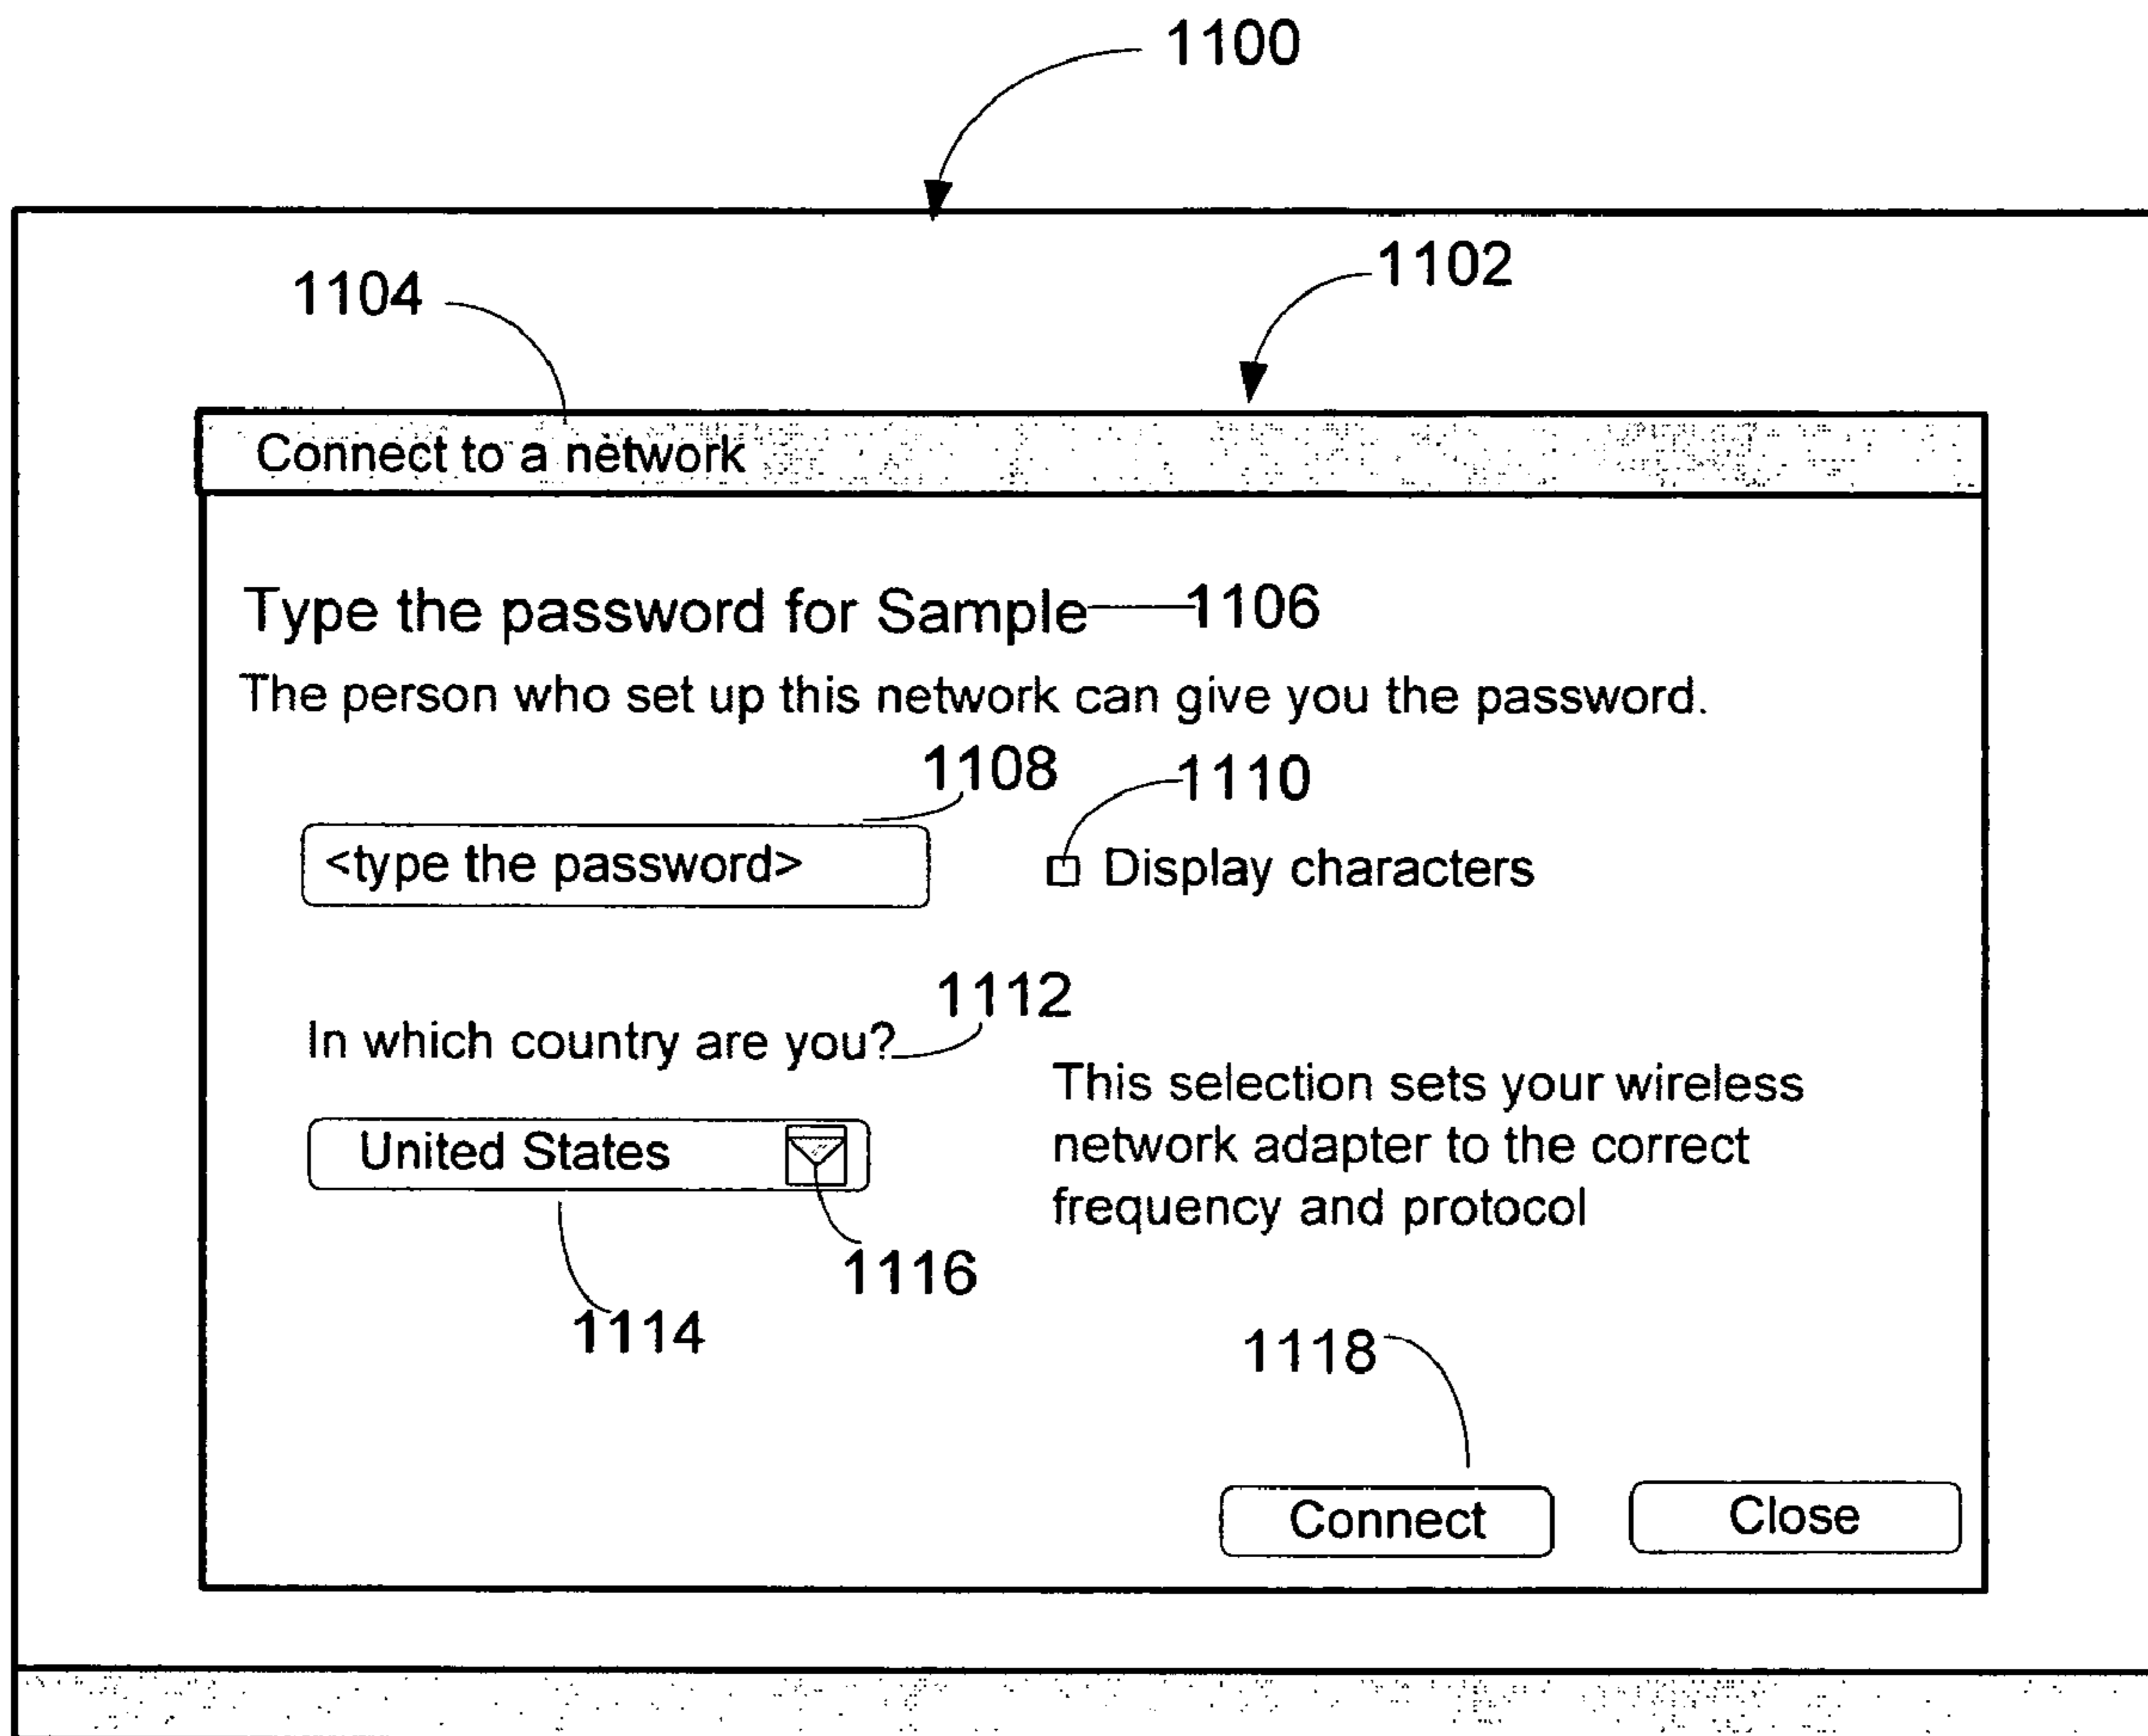 1100
1102
1104
Connect to a network
Type the password for Sample 1106
The person who set up this network can give you the password.
1108
1110
<type the password>
Display characters
1112
In which country are you?
This selection sets your wireless
network adapter to the correct
frequency and protocol
United States
1116
1114
1118
Connect
Close